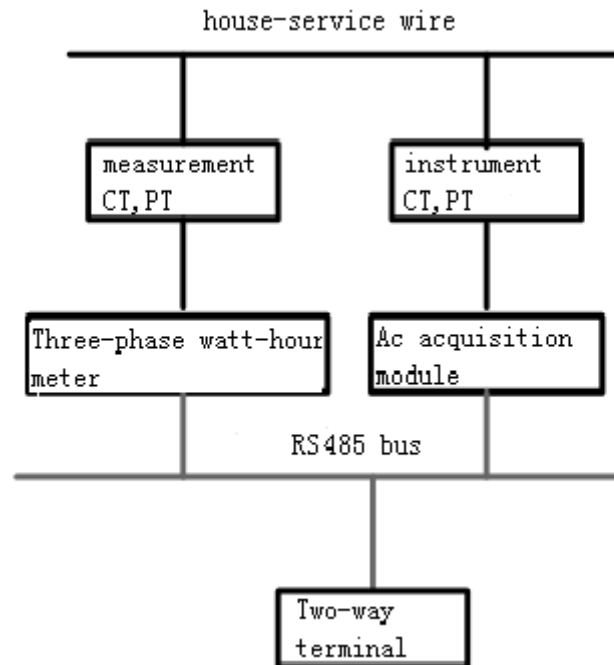 house-service wire
measurement
CT,PT
instrument
CT,PT
Three-phase watt-hour
meter
Ac acquisition
module
RS485 bus
Two-way
terminal